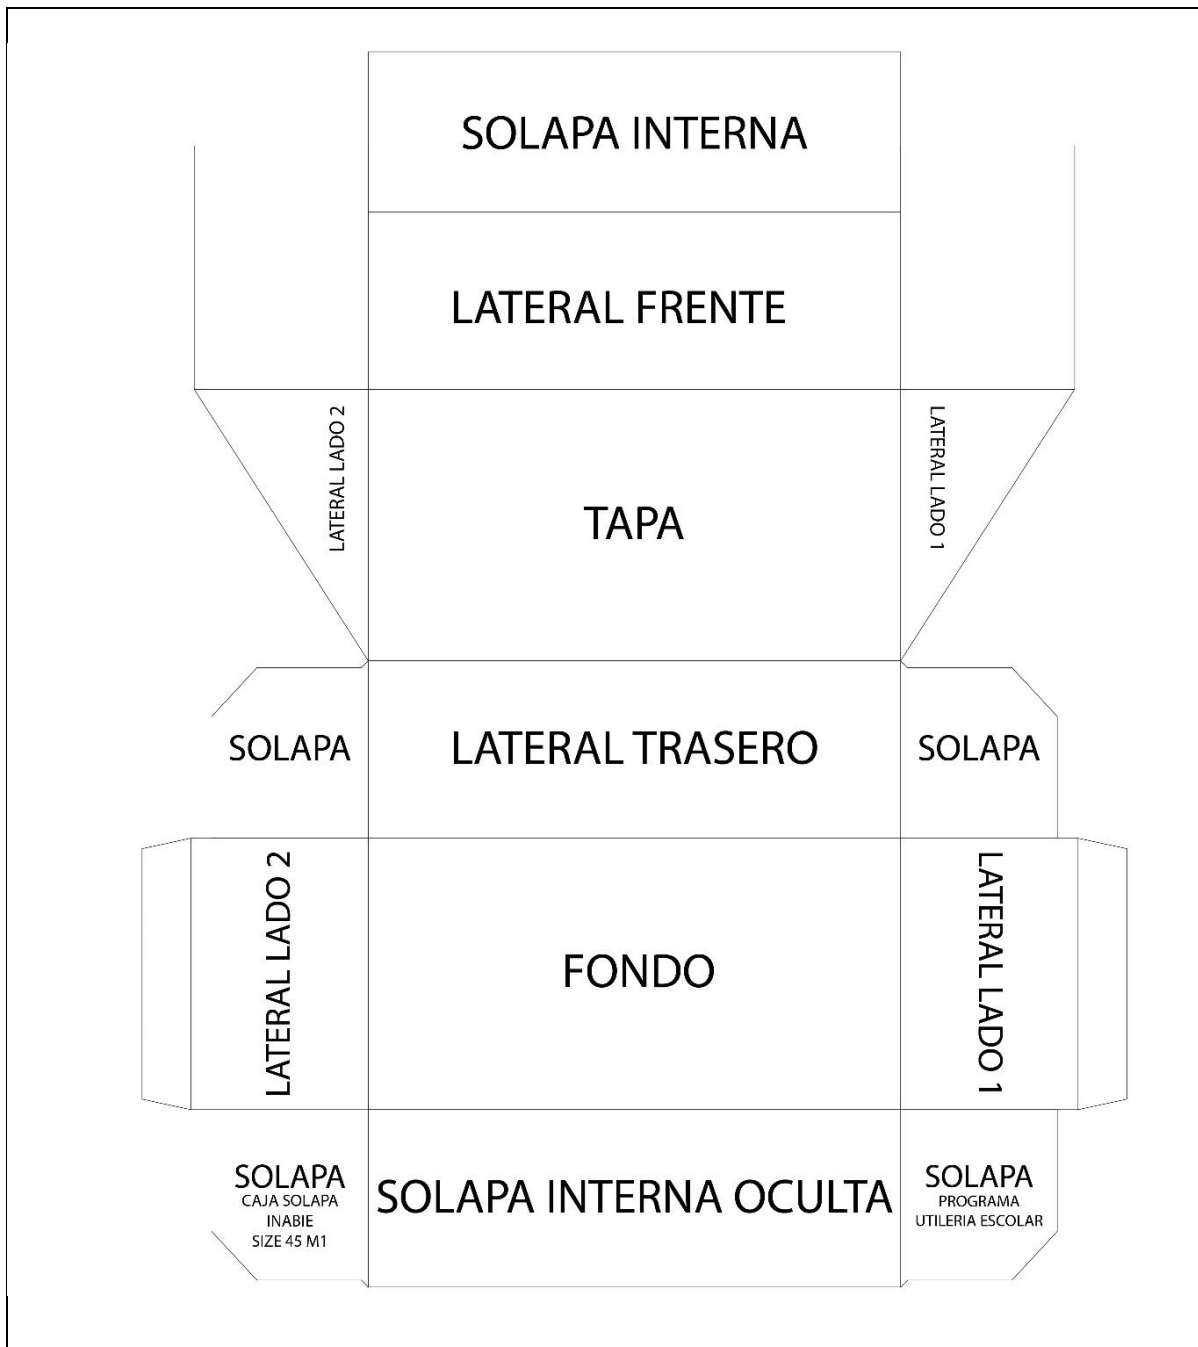 SOLAPA INTERNA
LATERAL FRENTE
LATERAL LADO 2
TAPA
LATERAL LADO 1
SOLAPA
LATERAL TRASERO
SOLAPA
LATERAL LADO 2
FONDO
LATERAL LADO 1
SOLAPA
CAJA SOLAPA
INABIE
SIZE 45 M1
SOLAPA INTERNA OCULTA
SOLAPA
PROGRAMA
UTILERIA ESCOLAR